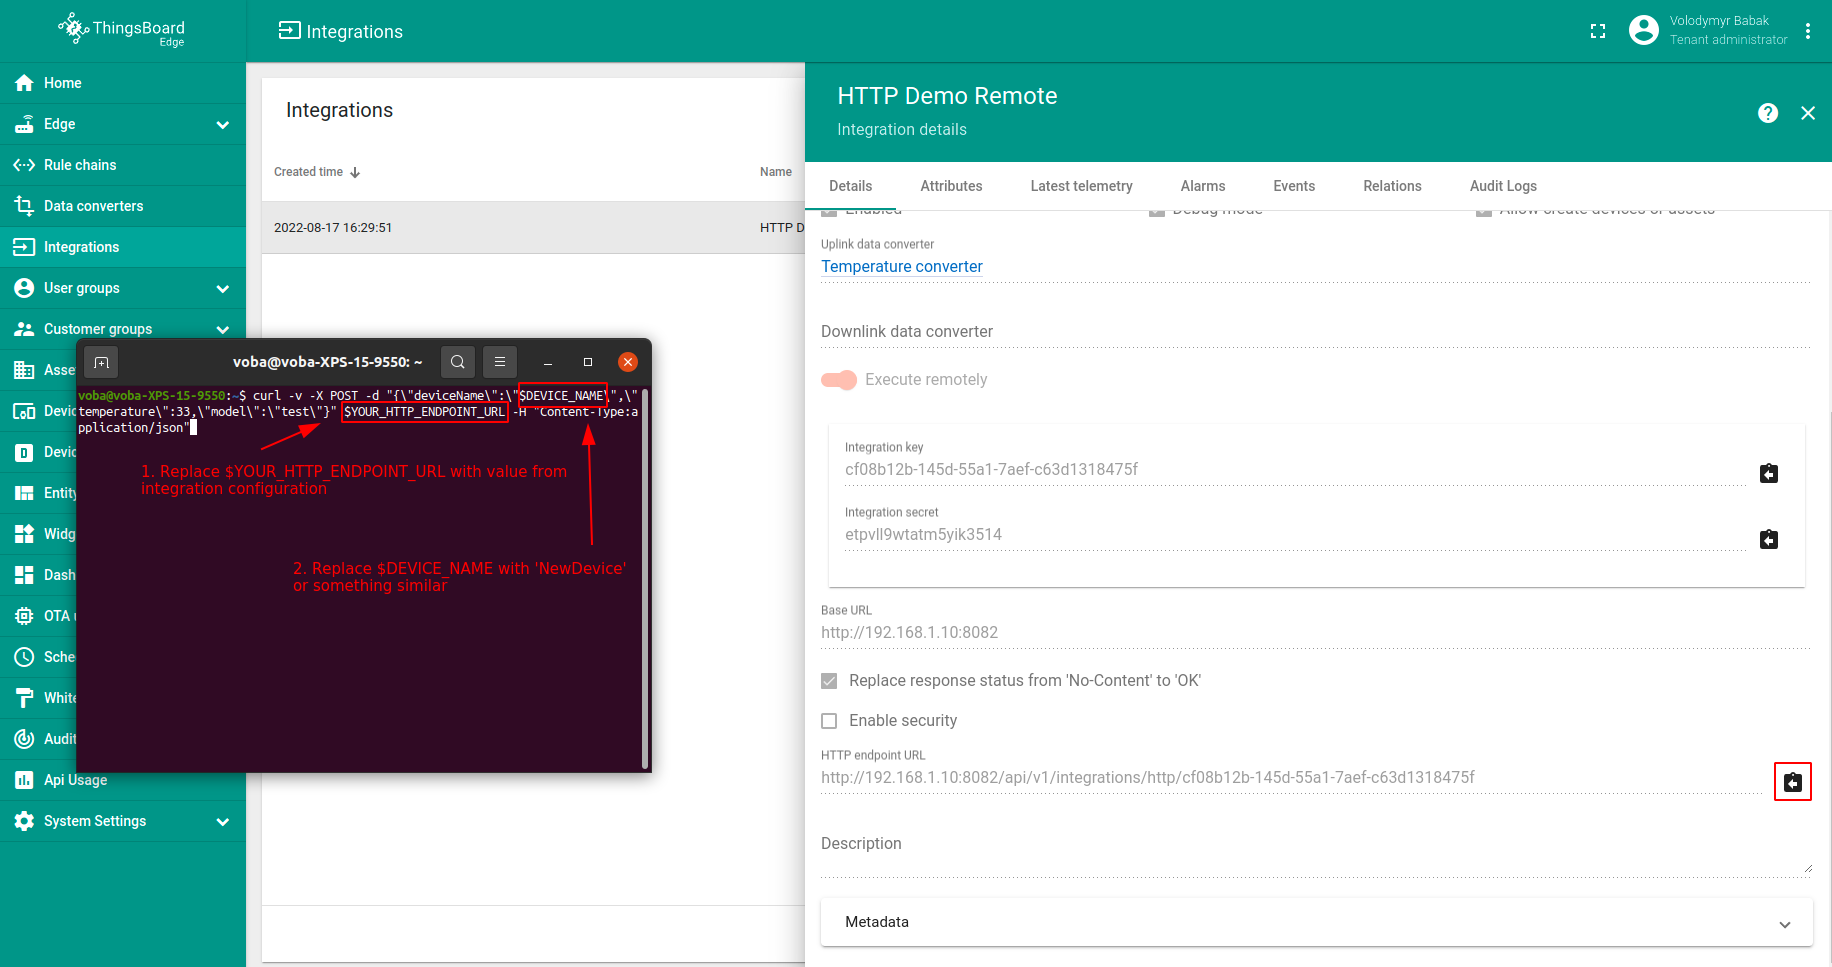 ThingsBoard
Edge
Integrations
Volodymyr Babak
Tenant administrator
Home
Edge
Rule chains
Data converters
Integrations
User groups
Customer groups
Asse
Devic
Devic
Entity
Widg
Dash
OTA u
Sche
White
Audit
Api Usage
System Settings
Integrations
Created time
Name
2022-08-17 16:29:51
HTTP D
voba@voba-XPS-15-9550: ~
voba@voba-XPS-15-9550:~$ curl -v -X POST -d "{\"deviceName\":\"$DEVICE_NAME\",\"
temperature\":33,\"model\":\"test\"}" $YOUR_HTTP_ENDPOINT_URL -H "Content-Type:a
pplication/json"
1. Replace $YOUR_HTTP_ENDPOINT_URL with value from
integration configuration
2. Replace $DEVICE_NAME with 'NewDevice'
or something similar
HTTP Demo Remote
Integration details
Details
Attributes
Latest telemetry
Alarms
Events
Relations
Audit Logs
Enabled
Debug mode
Allow create devices or assets
Uplink data converter
Temperature converter
Downlink data converter
Execute remotely
Integration key
cf08b12b-145d-55a1-7aef-c63d1318475f
Integration secret
etpvll9wtatm5yik3514
Base URL
http://192.168.1.10:8082
Replace response status from 'No-Content' to 'OK'
Enable security
HTTP endpoint URL
http://192.168.1.10:8082/api/v1/integrations/http/cf08b12b-145d-55a1-7aef-c63d1318475f
Description
Metadata